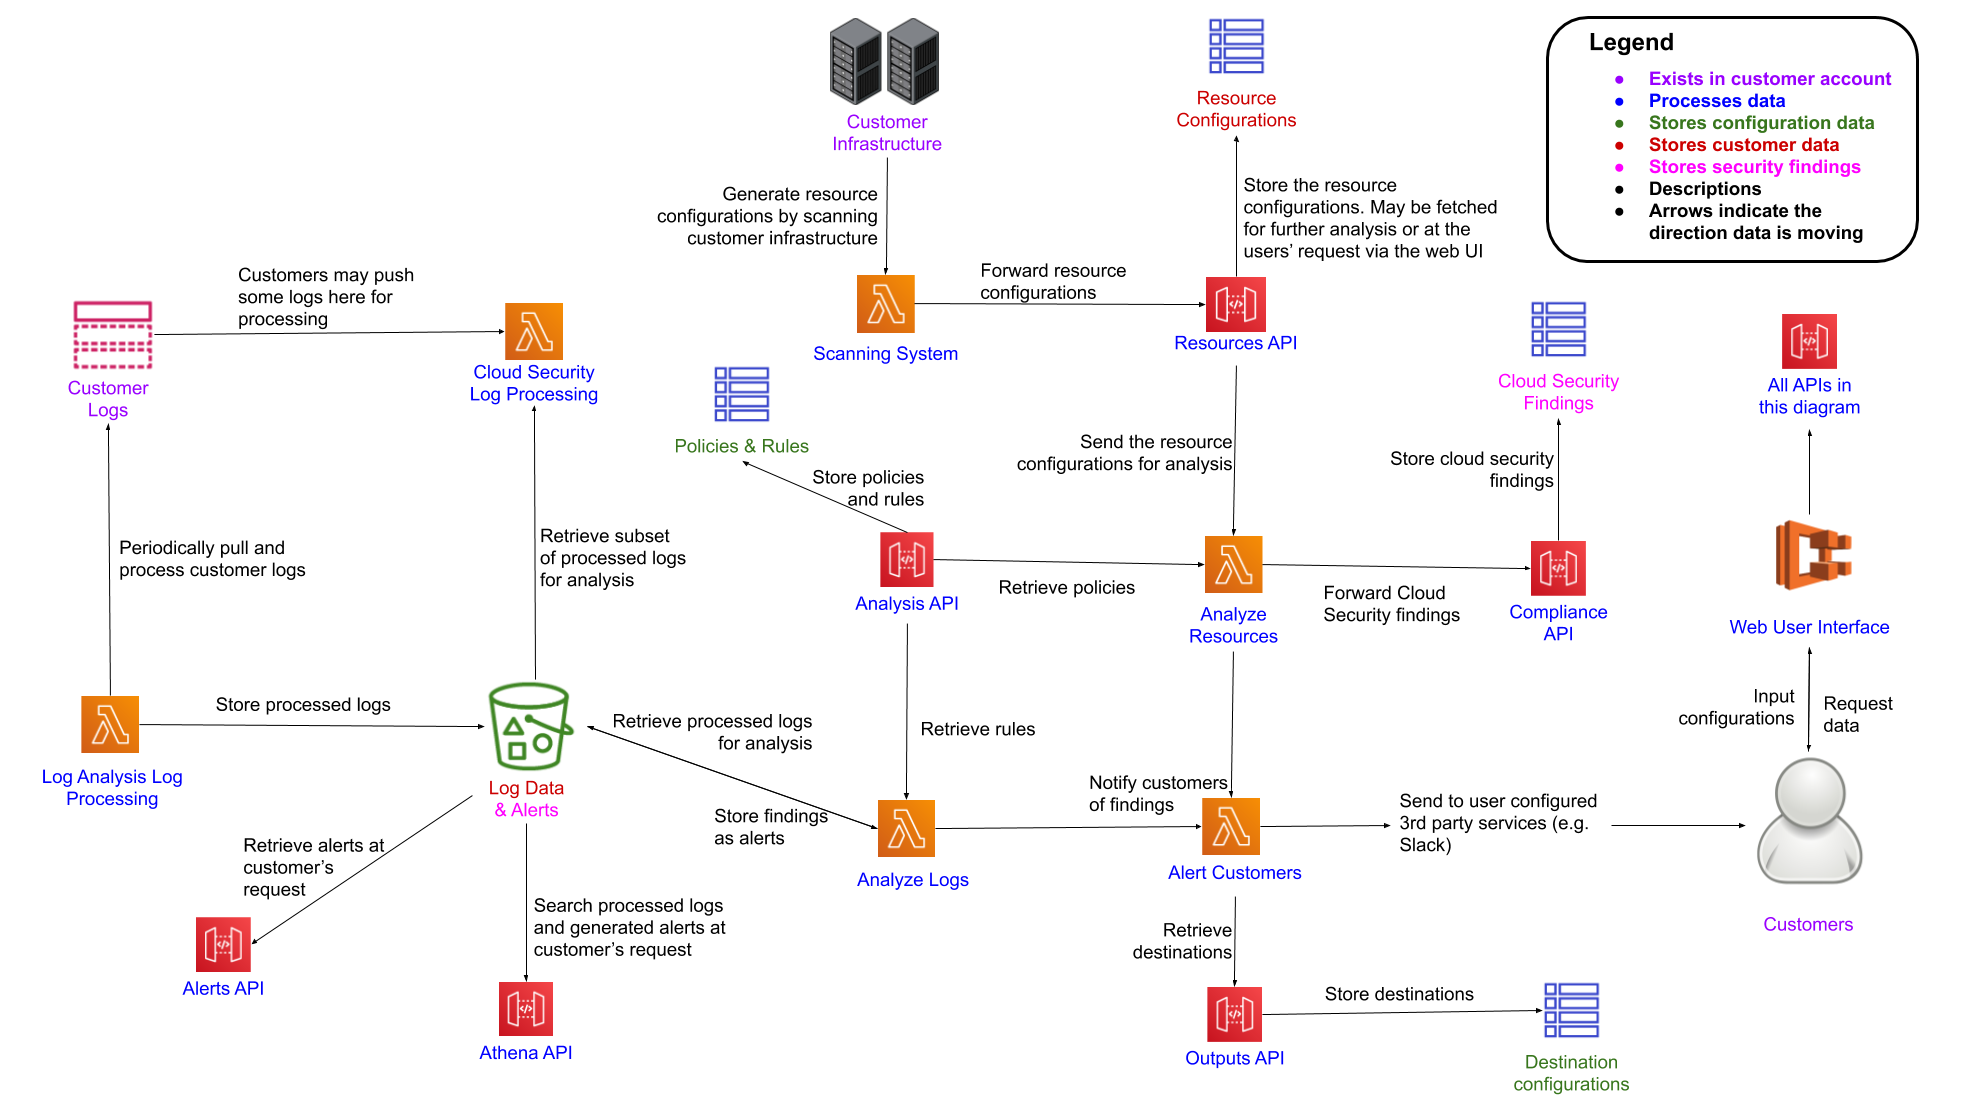 Legend
Exists in customer account
Processes data
Stores configuration data
Stores customer data
Stores security findings
Descriptions
Arrows indicate the
direction data is moving
Customer
Infrastructure
Resource
Configurations
Generate resource
configurations by scanning
customer infrastructure
Store the resource
configurations. May be fetched
for further analysis or at the
users’ request via the web UI
Forward resource
configurations
Scanning System
Resources API
Customers may push
some logs here for
processing
Customer
Logs
Cloud Security
Log Processing
Cloud Security
Findings
All APIs in
this diagram
Policies & Rules
Store policies
and rules
Send the resource
configurations for analysis
Store cloud security
findings
Periodically pull and
process customer logs
Retrieve subset
of processed logs
for analysis
Analysis API
Retrieve policies
Analyze
Resources
Forward Cloud
Security findings
Compliance
API
Web User Interface
Input
configurations
Request
data
Store processed logs
Log Analysis Log
Processing
Log Data
& Alerts
Retrieve processed logs
for analysis
Retrieve rules
Store findings
as alerts
Analyze Logs
Notify customers
of findings
Alert Customers
Send to user configured
3rd party services (e.g.
Slack)
Customers
Retrieve alerts at
customer’s
request
Alerts API
Search processed logs
and generated alerts at
customer’s request
Athena API
Retrieve
destinations
Outputs API
Store destinations
Destination
configurations